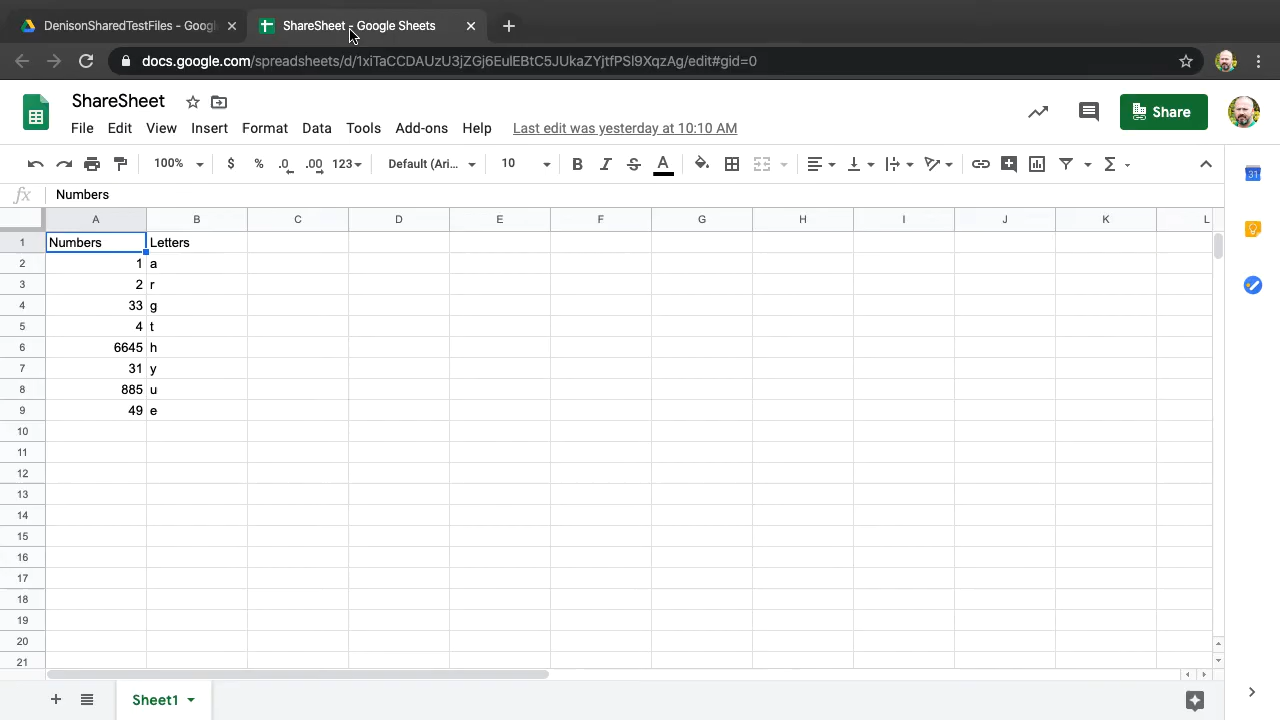 DenisonSharedTestFiles - Googl
ShareSheet - Google Sheets
docs.google.com/spreadsheets/d/1xiTaCCDAUzU3jZGj6EulEBtC5JUkaZYjtfPSl9XqzAg/edit#gid=0
ShareSheet
File Edit View Insert Format Data Tools Add-ons Help Last edit was yesterday at 10:10 AM
Share
100% $ % .0 .00 123 Default (Ari... 10 B I S A Σ
31
fx Numbers
A B C D E F G H I J K L
1 Numbers Letters
2 1 a
3 2 r
4 33 g
5 4 t
6 6645 h
7 31 y
8 885 u
9 49 e
10
11
12
13
14
15
16
17
18
19
20
21
Sheet1